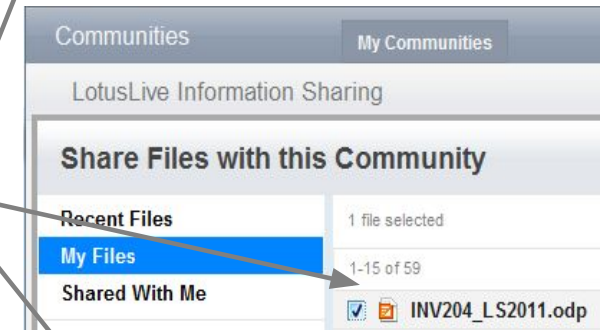 Communities My Communities
LotusLive Information Sharing
Share Files with this Community
Recent Files 1 file selected
My Files 1-15 of 59
Shared With Me
INV204_LS2011.odp